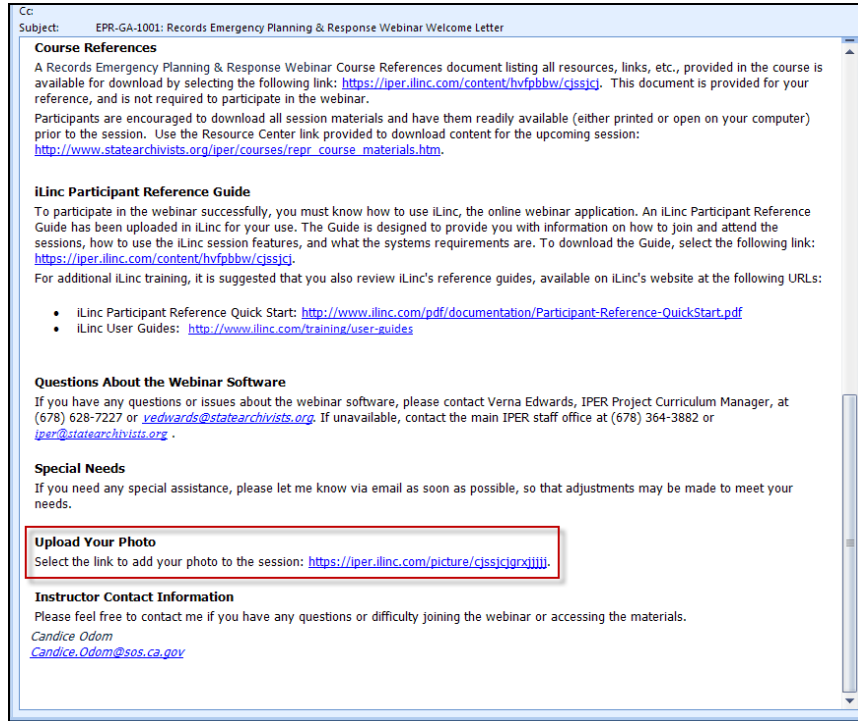 Cc:
Subject: EPR-GA-1001: Records Emergency Planning & Response Webinar Welcome Letter
Course References
A Records Emergency Planning & Response Webinar Course References document listing all resources, links, etc., provided in the course is
available for download by selecting the following link: https://iper.ilinc.com/content/hvfpbbw/cjssjcj. This document is provided for your
reference, and is not required to participate in the webinar.
Participants are encouraged to download all session materials and have them readily available (either printed or open on your computer)
prior to the session. Use the Resource Center link provided to download content for the upcoming session:
http://www.statearchivists.org/iper/courses/repr_course_materials.htm.
iLinc Participant Reference Guide
To participate in the webinar successfully, you must know how to use iLinc, the online webinar application. An iLinc Participant Reference
Guide has been uploaded in iLinc for your use. The Guide is designed to provide you with information on how to join and attend the
sessions, how to use the iLinc session features, and what the systems requirements are. To download the Guide, select the following link:
https://iper.ilinc.com/content/hvfpbbw/cjssjcj.
For additional iLinc training, it is suggested that you also review iLinc's reference guides, available on iLinc's website at the following URLs:
• iLinc Participant Reference Quick Start: http://www.ilinc.com/pdf/documentation/Participant-Reference-QuickStart.pdf
• iLinc User Guides: http://www.ilinc.com/training/user-guides
Questions About the Webinar Software
If you have any questions or issues about the webinar software, please contact Verna Edwards, IPER Project Curriculum Manager, at
(678) 628-7227 or vedwards@statearchivists.org. If unavailable, contact the main IPER staff office at (678) 364-3882 or
iper@statearchivists.org .
Special Needs
If you need any special assistance, please let me know via email as soon as possible, so that adjustments may be made to meet your
needs.
Upload Your Photo
Select the link to add your photo to the session: https://iper.ilinc.com/picture/cjssjcjgrxjjjjj.
Instructor Contact Information
Please feel free to contact me if you have any questions or difficulty joining the webinar or accessing the materials.
Candice Odom
Candice.Odom@sos.ca.gov